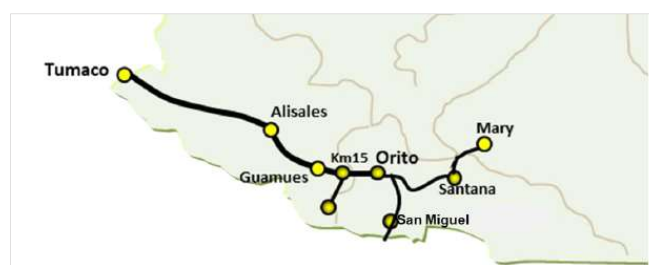 Tumaco
Alisales
Mary
Km15 Orito
Guamues
Santana
San Miguel